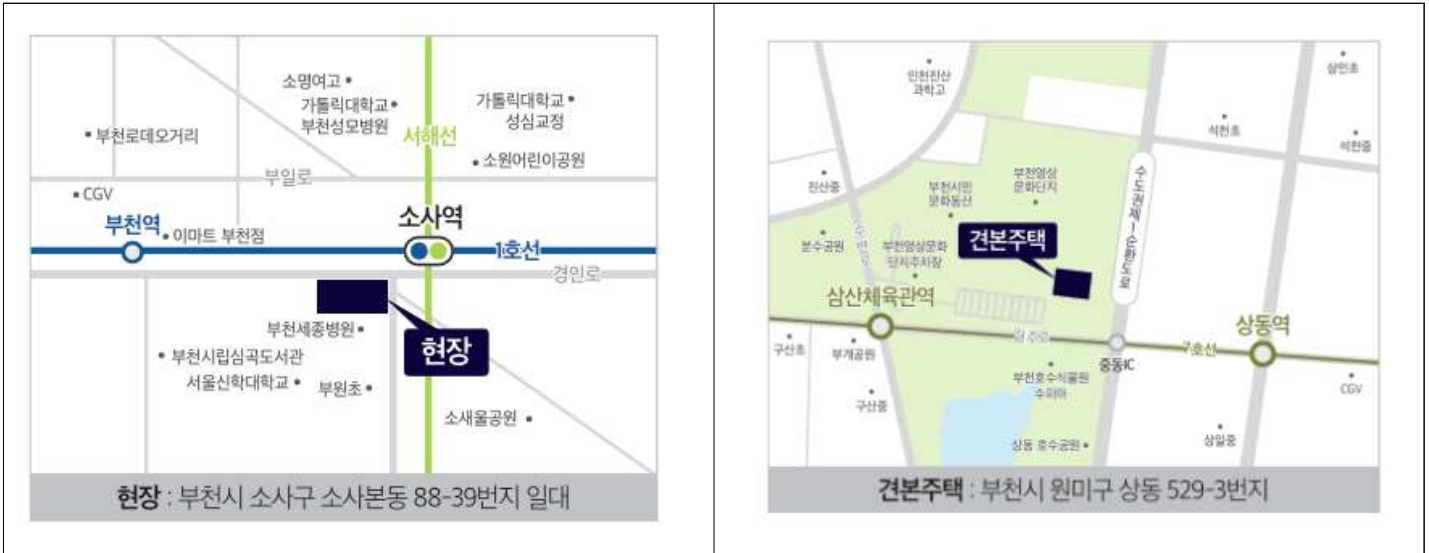 소명여고
가톨릭대학교
부천성모병원
서해선
가톨릭대학교
성심교정
부천로데오거리
소원어린이공원
부일로
CGV
부천역
이마트 부천점
소사역
1호선
경인로
부천세종병원
현장
부천시립심곡도서관
서울신학대학교
부원초
소새울공원
현장 : 부천시 소사구 소사본동 88-39번지 일대
인천진산
과학고
상인초
석천초
석천중
진산중
부천시민
문화동산
부천영상
문화단지
수도권제1순환도로
분수공원
부천영상문화
단지주차장
견본주택
삼산체육관역
상동역
구산초
부개공원
길주로
중동IC
7호선
부천호수식물원
수피아
CGV
구산중
상동 호수공원
상일중
견본주택 : 부천시 원미구 상동 529-3번지